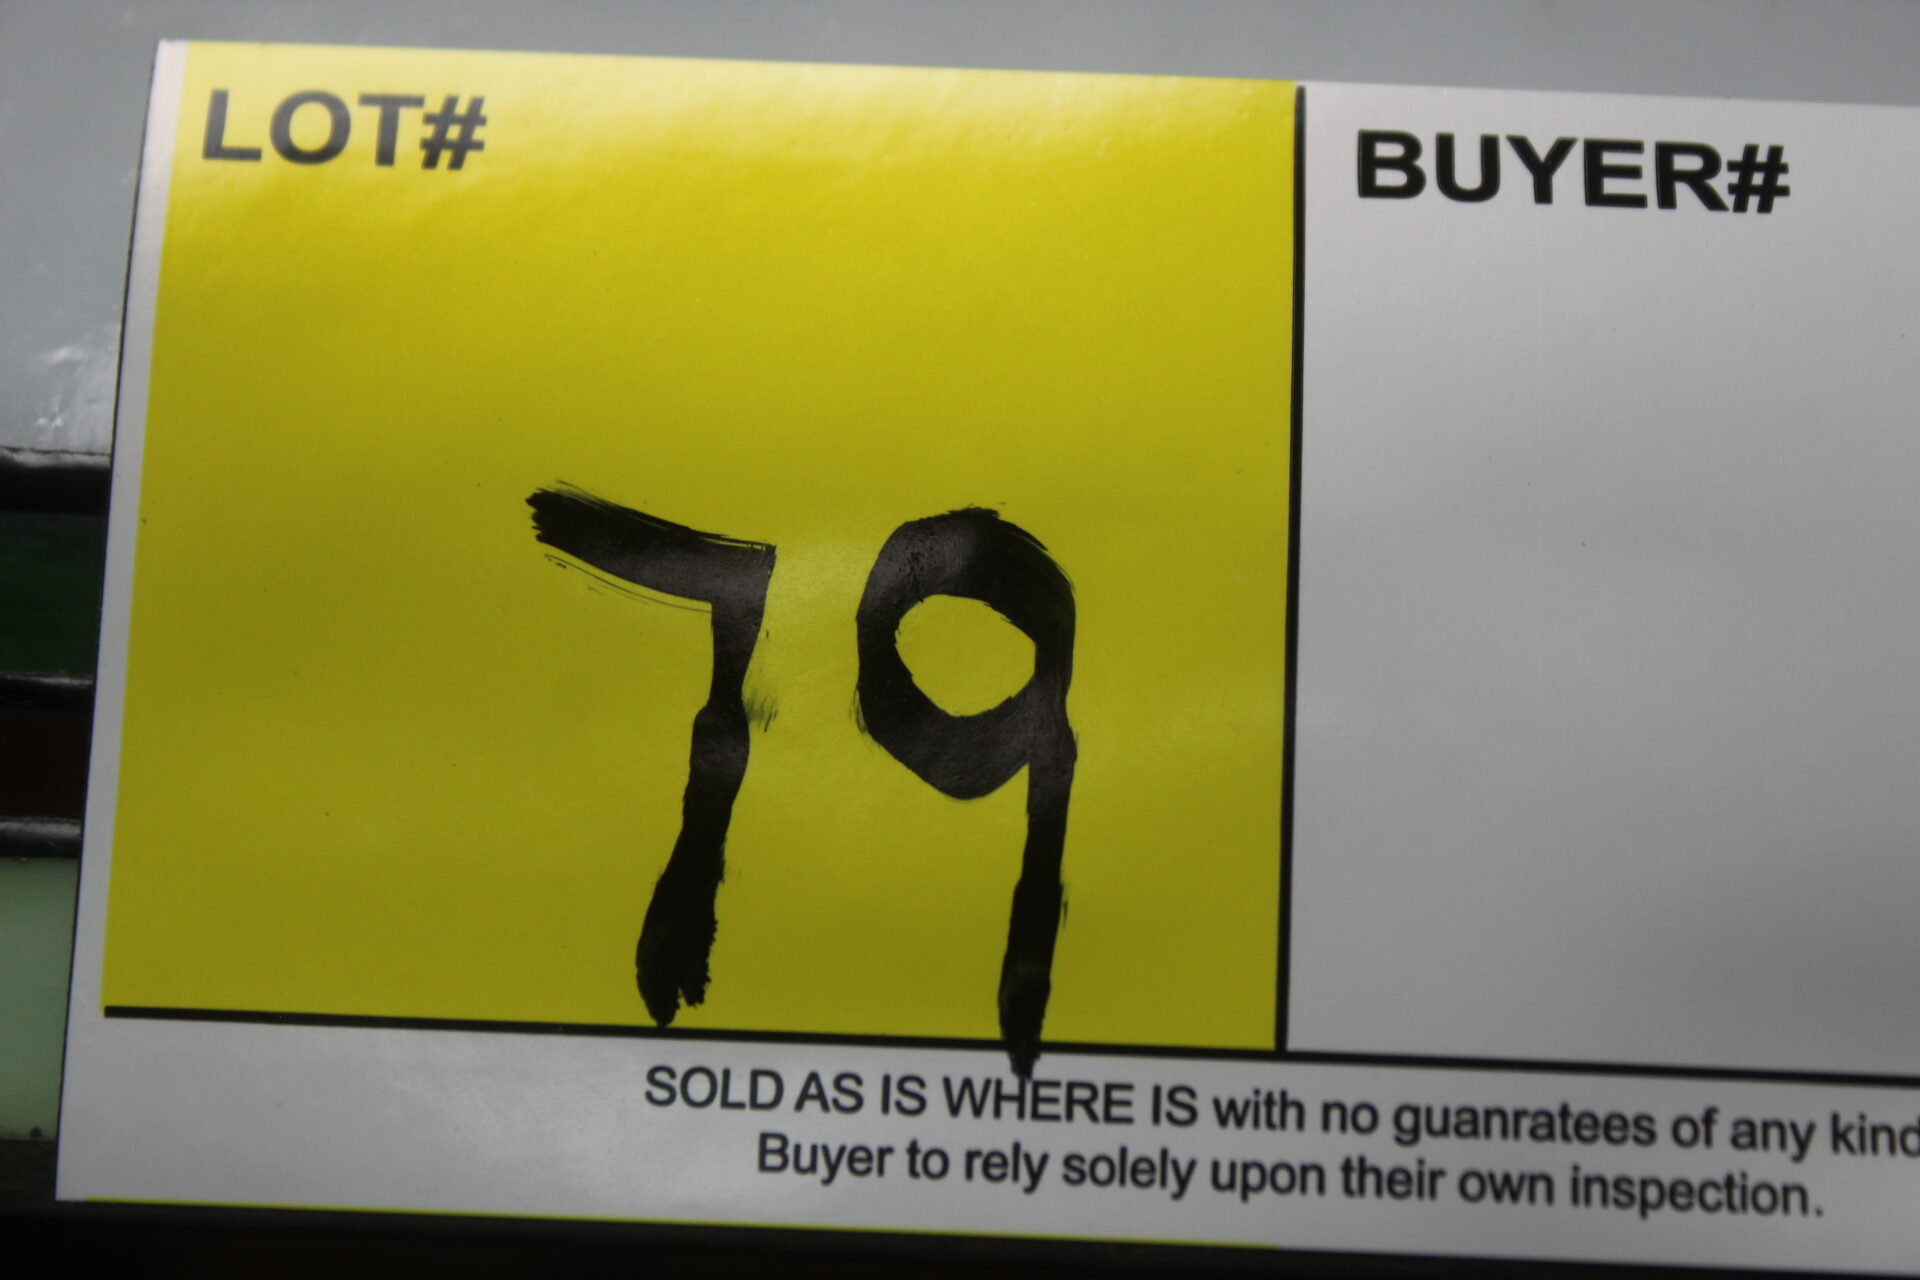 LOT#
BUYER#
79
SOLD AS IS WHERE IS with no guanratees of any kind
Buyer to rely solely upon their own inspection.